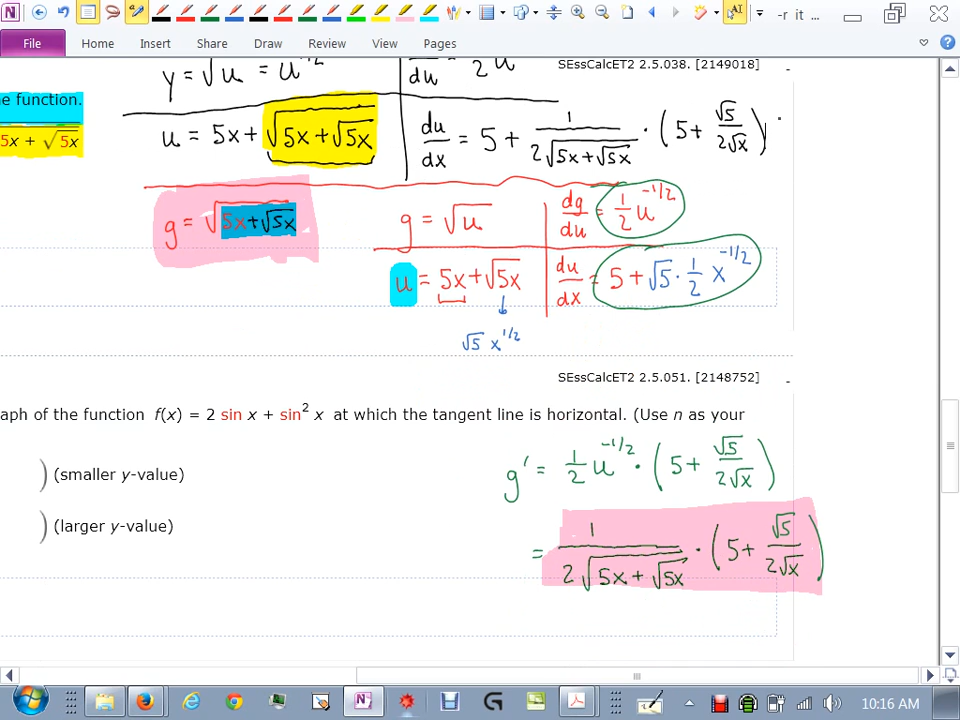 -r it ...
File Home Insert Share Draw Review View Pages
SEssCalcET2 2.5.038. [2149018]
y = √u = u^1/2
du 2 u
e function.
5x + √5x
u = 5x + √(5x + √5x)
du/dx = 5 + 1/(2√(5x + √5x)) • (5 + √5/(2√x)) •
g = √(5x + √5x)
g = √u
dg/du = 1/2 u^-1/2
u = 5x + √5x
du/dx = 5 + √5 · 1/2 x^-1/2
√5 x^1/2
SEssCalcET2 2.5.051. [2148752]
aph of the function f(x) = 2 sin x + sin² x at which the tangent line is horizontal. (Use n as your
g' = 1/2 u^-1/2 • (5 + √5/(2√x))
) (smaller y-value)
) (larger y-value)
= 1/(2√(5x + √5x)) • (5 + √5/(2√x))
10:16 AM